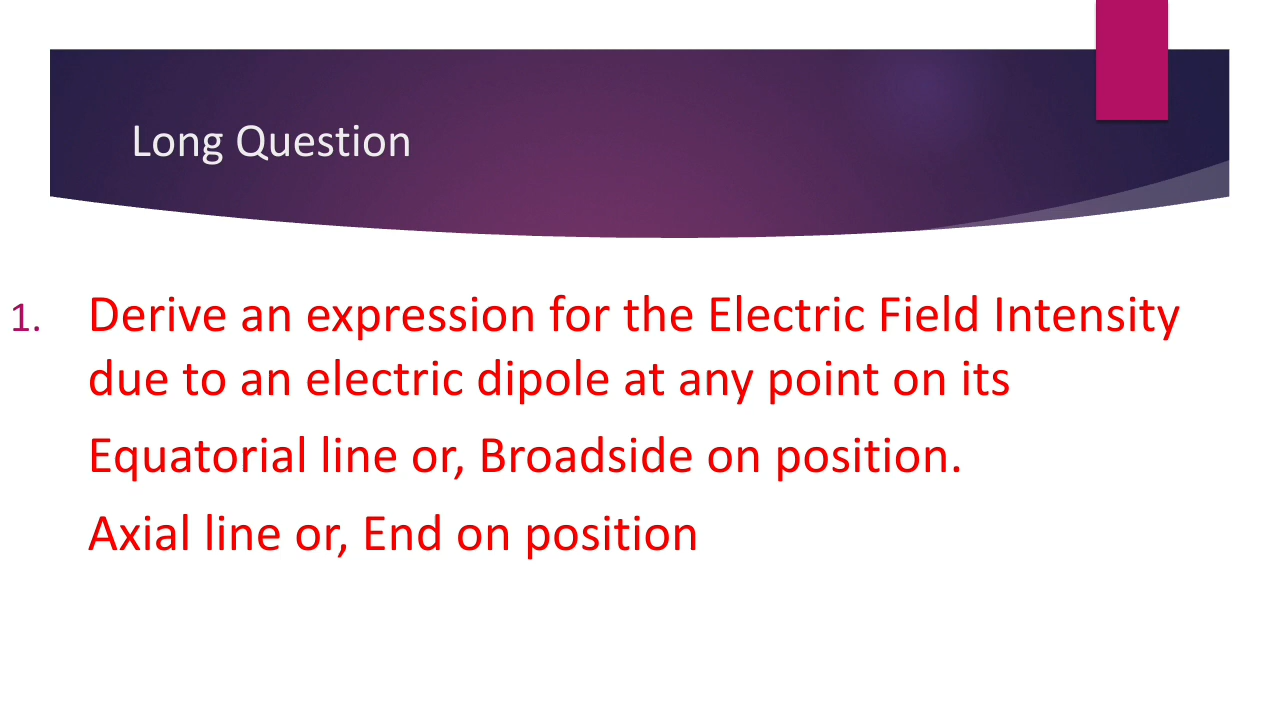 Long Question
1. Derive an expression for the Electric Field Intensity
due to an electric dipole at any point on its
Equatorial line or, Broadside on position.
Axial line or, End on position